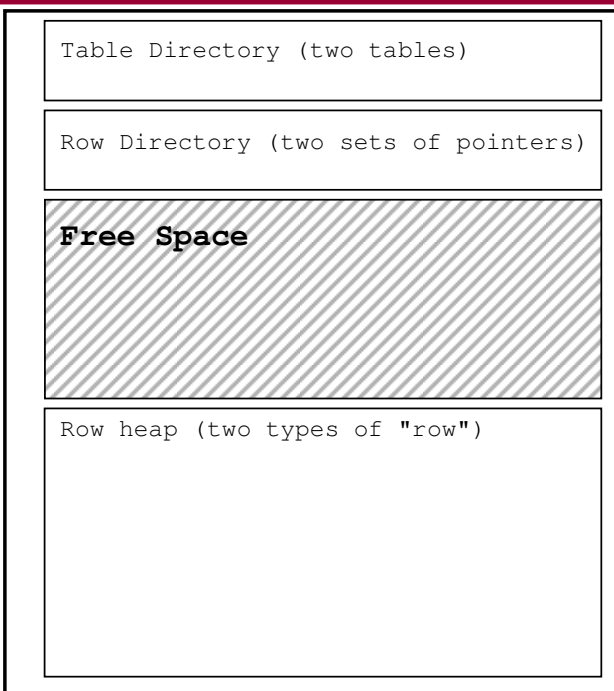 Table Directory (two tables)
Row Directory (two sets of pointers)
Free Space
Row heap (two types of "row")